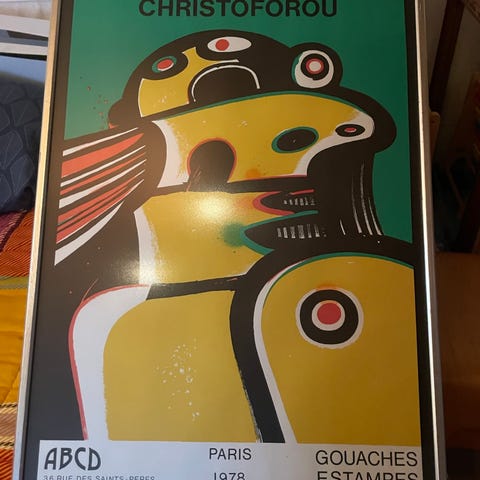 CHRISTOFOROU
ABCD
36 RUE DES SAINTS-PERES
PARIS
1978
GOUACHES
ESTAMPES